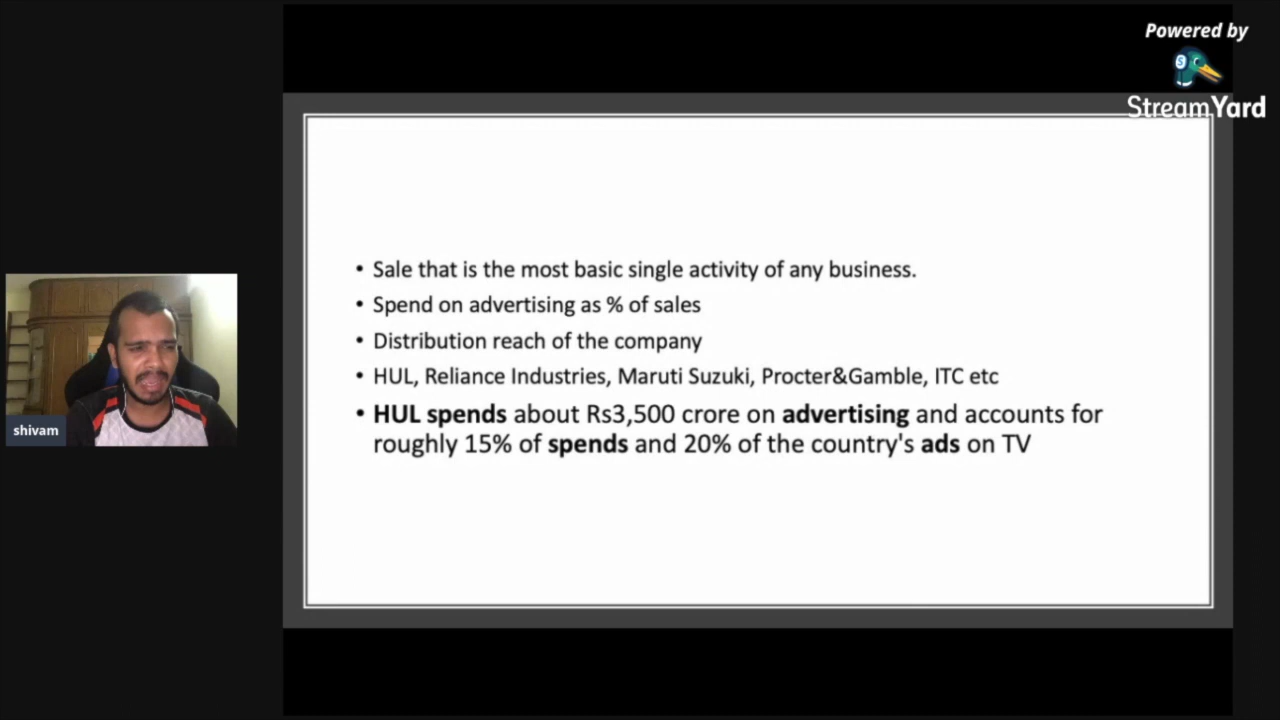 Powered by
StreamYard
• Sale that is the most basic single activity of any business.
• Spend on advertising as % of sales
• Distribution reach of the company
• HUL, Reliance Industries, Maruti Suzuki, Procter&Gamble, ITC etc
• HUL spends about Rs3,500 crore on advertising and accounts for
roughly 15% of spends and 20% of the country's ads on TV
shivam